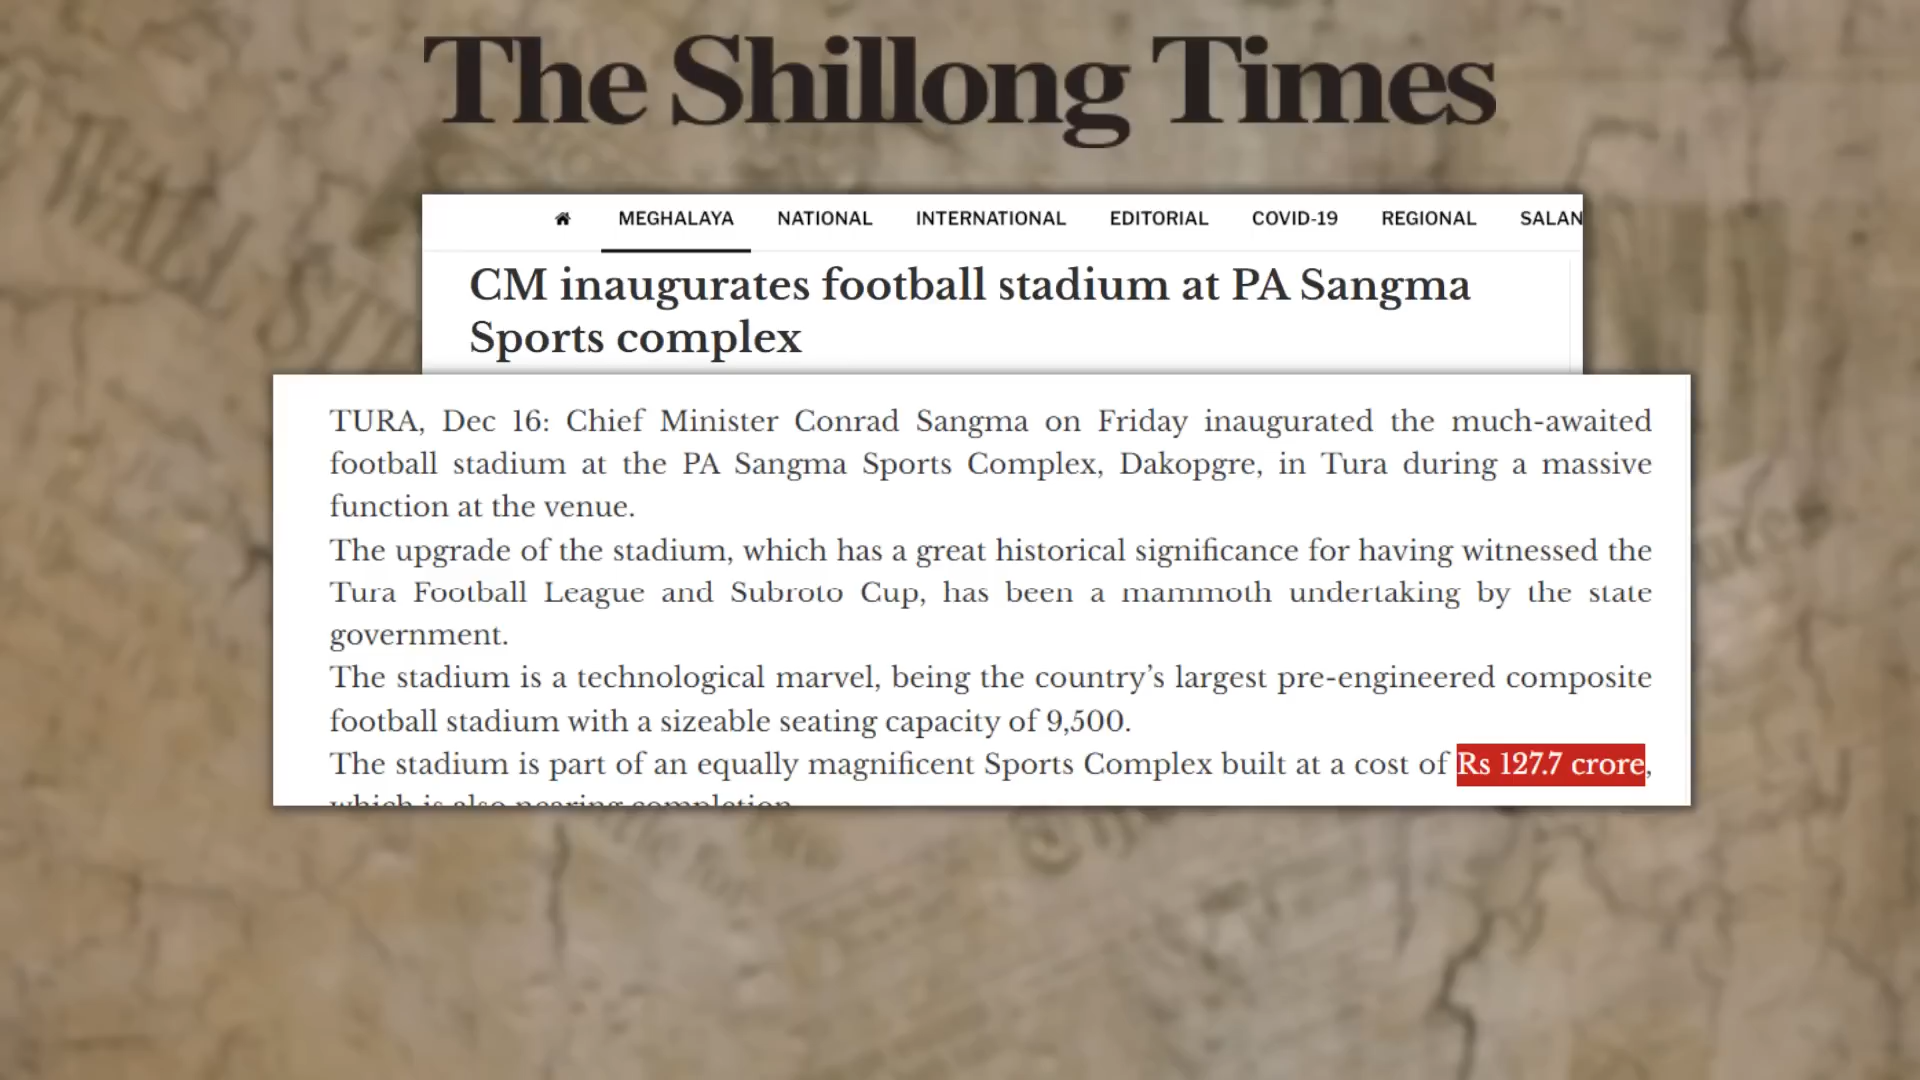 The Shillong Times
MEGHALAYA NATIONAL INTERNATIONAL EDITORIAL COVID-19 REGIONAL SALAN
CM inaugurates football stadium at PA Sangma
Sports complex
TURA, Dec 16: Chief Minister Conrad Sangma on Friday inaugurated the much-awaited
football stadium at the PA Sangma Sports Complex, Dakopgre, in Tura during a massive
function at the venue.
The upgrade of the stadium, which has a great historical significance for having witnessed the
Tura Football League and Subroto Cup, has been a mammoth undertaking by the state
government.
The stadium is a technological marvel, being the country’s largest pre-engineered composite
football stadium with a sizeable seating capacity of 9,500.
The stadium is part of an equally magnificent Sports Complex built at a cost of Rs 127.7 crore,
which is also nearing completion